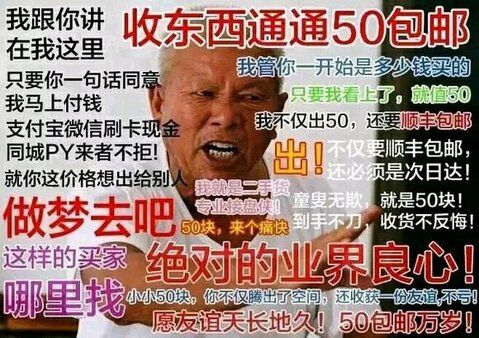 我跟你讲
在我这里
收东西通通50包邮
我管你一开始是多少钱买的
只要你一句话同意
我马上付钱
只要我看上了，就值50
支付宝微信刷卡现金
同城PY来者不拒!
我不仅出50，还要顺丰包邮
出!
不仅要顺丰包邮,
还必须是次日达!
就你这价格想出给别人
做梦去吧
我就是二手货
专业接盘侠!
50块，来个痛快
童叟无欺，就是50块!
到手不刀，收货不反悔!
这样的买家
哪里找
绝对的业界良心!
小小50块，你不仅腾出了空间，还收获一份友谊,不亏!
愿友谊天长地久! 50包邮万岁!